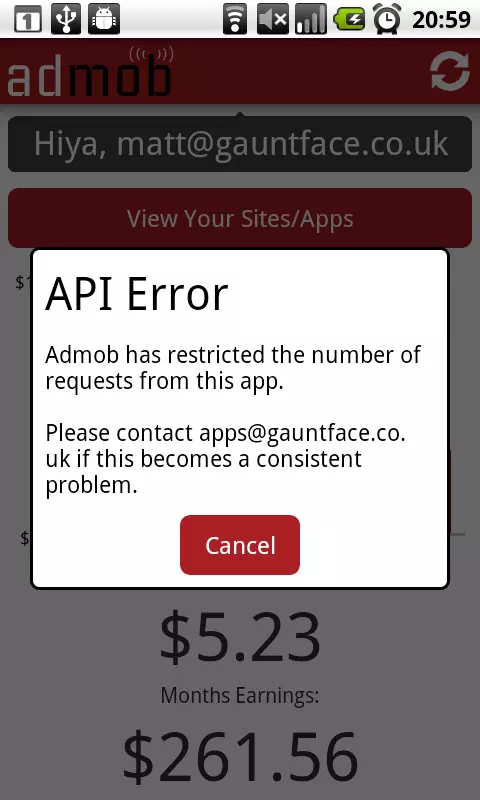 1 20:59
admob
Hiya, matt@gauntface.co.uk
View Your Sites/Apps
$
API Error
Admob has restricted the number of
requests from this app.
Please contact apps@gauntface.co.
uk if this becomes a consistent
problem.
$
Cancel
$5.23
Months Earnings:
$261.56